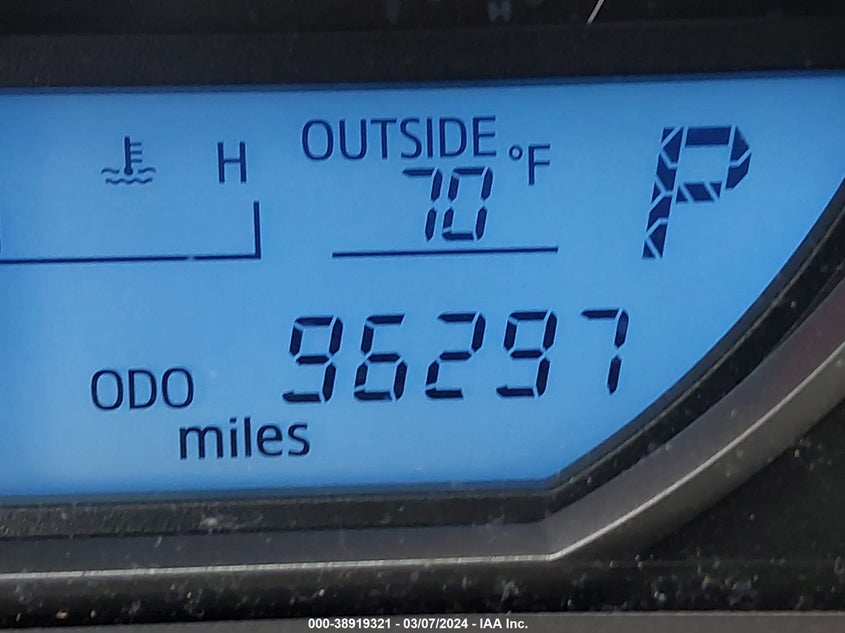 H
OUTSIDE °F
70
P
ODO 96297
miles
000-38919321 - 03/07/2024 - IAA Inc.